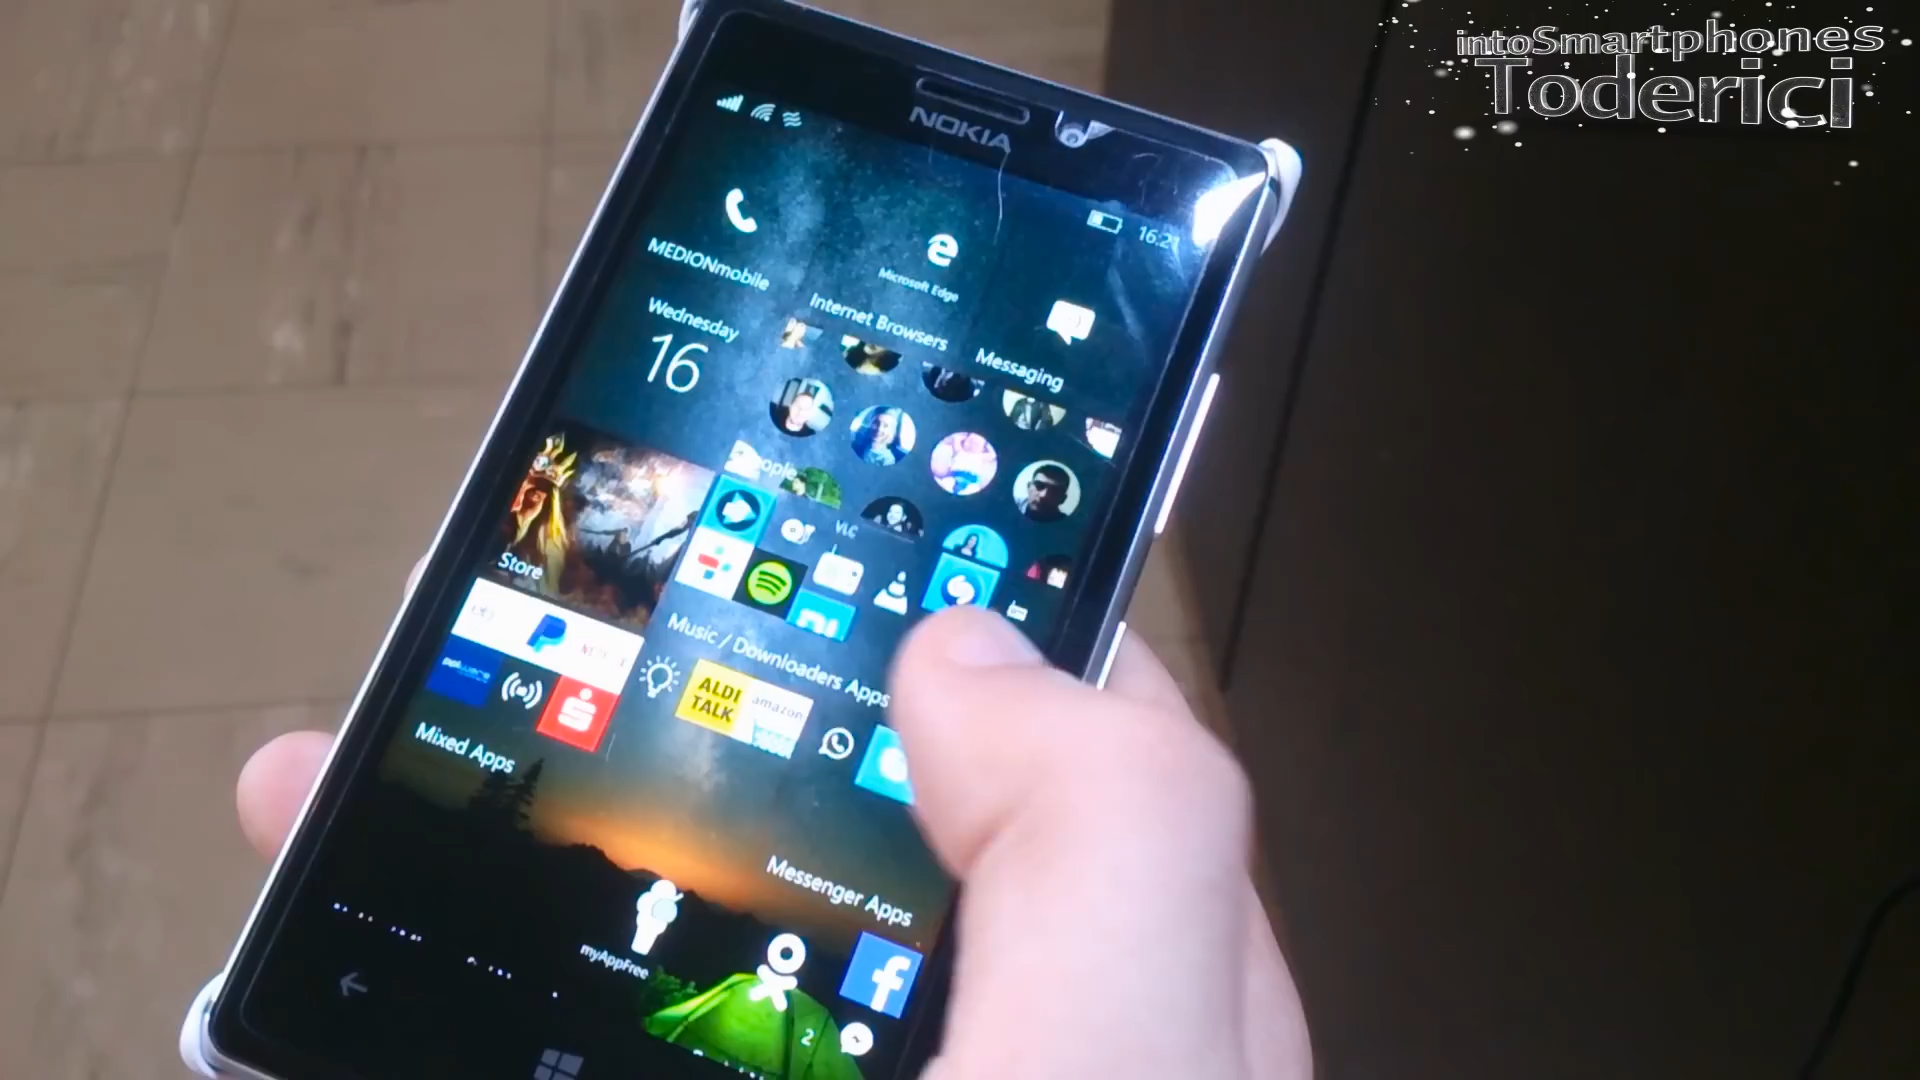 intoSmartphones
Toderici
NOKIA
16:21
MEDIONmobile
Microsoft Edge
Internet Browsers
Messaging
Wednesday
16
VLC
Store
Music / Downloaders Apps
ALDI
TALK
amazon
Mixed Apps
Messenger Apps
myAppFree
2